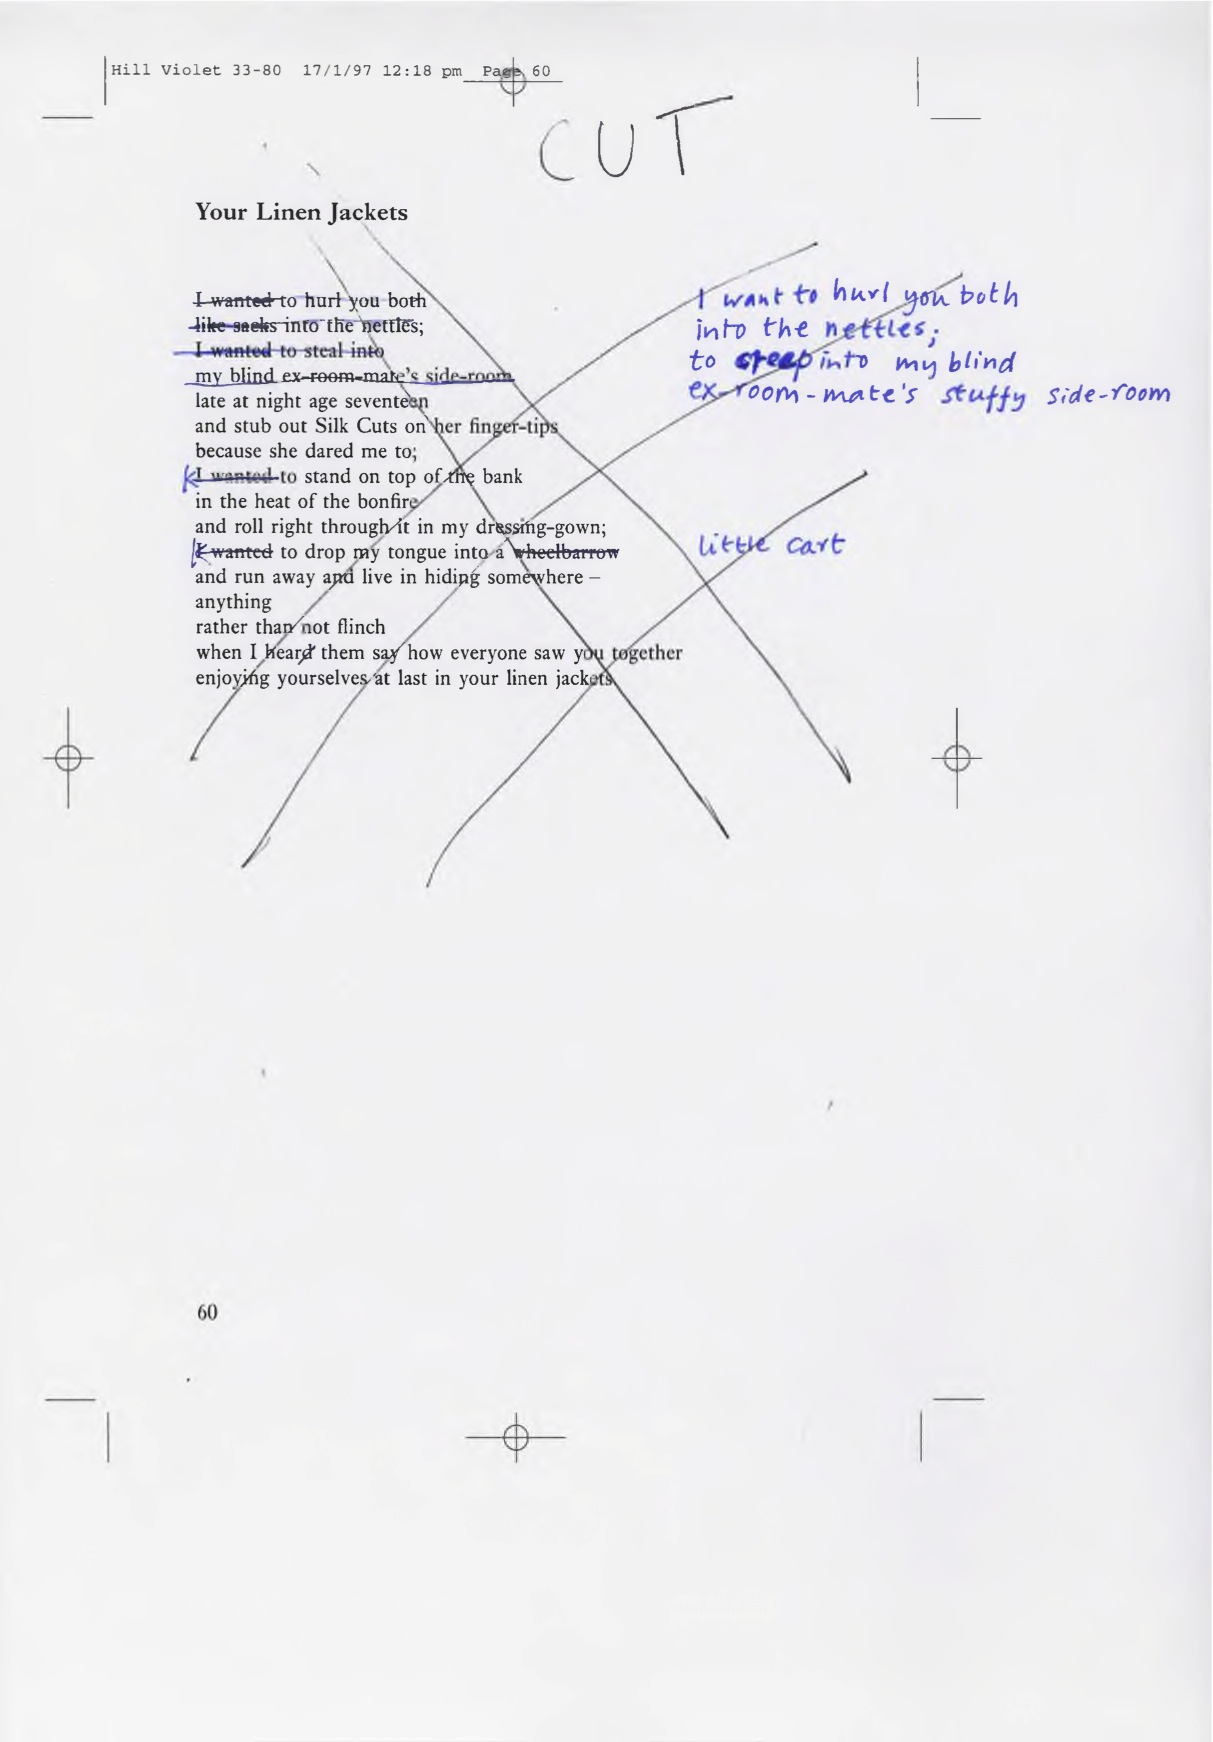 Hill Violet 33-80 17/1/97 12:18 pm Page 60
CUT
Your Linen Jackets
I wanted to hurl you both
like sacks into the nettles;
I wanted to steal into
my blind ex-room-mate's side-room
late at night age seventeen
and stub out Silk Cuts on her finger-tips
because she dared me to;
I wanted to stand on top of the bank
in the heat of the bonfire
and roll right through it in my dressing-gown;
I wanted to drop my tongue into a wheelbarrow
and run away and live in hiding somewhere –
anything
rather than not flinch
when I heard them say how everyone saw you together
enjoying yourselves at last in your linen jackets.
I want to hurl you both
into the nettles;
to creep into my blind
ex-room-mate's stuffy side-room
little cart
60